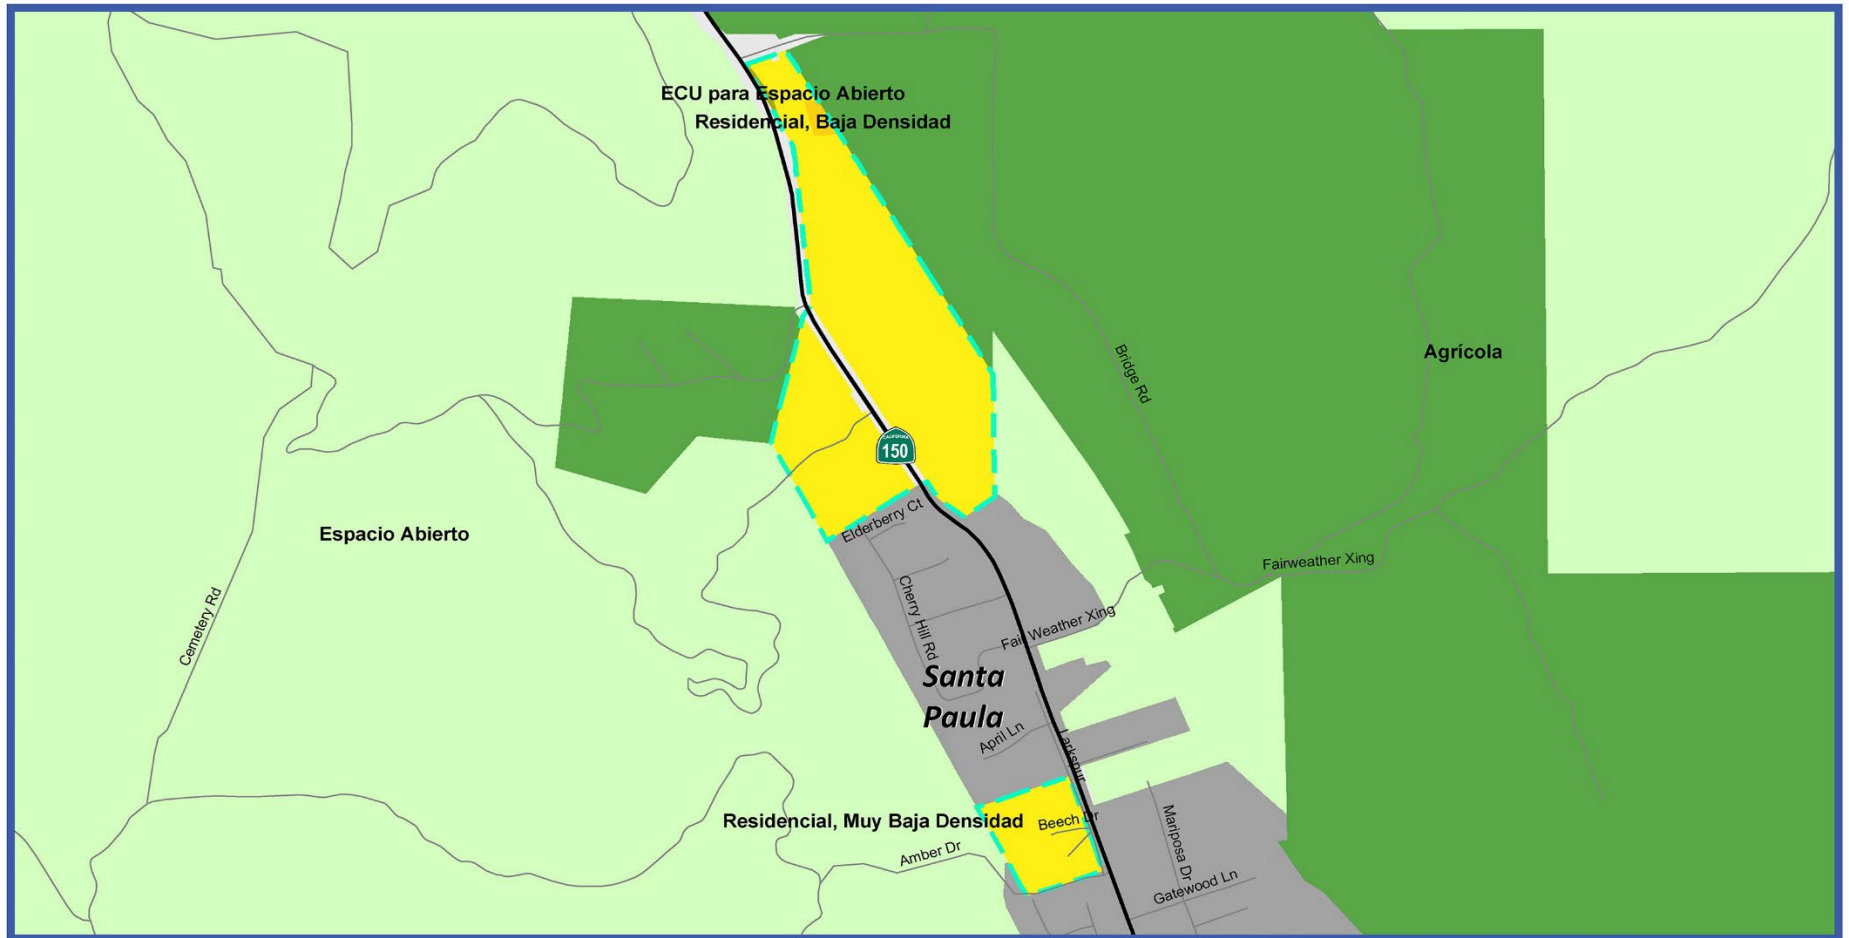 ECU para Espacio Abierto
Residencial, Baja Densidad
Agrícola
Bridge Rd
CALIFORNIA
150
Elderberry Ct
Espacio Abierto
Fairweather Xing
Cemetery Rd
Cherry Hill Rd
Fair Weather Xing
Santa
Paula
April Ln
Larkspur
Residencial, Muy Baja Densidad
Beech Dr
Mariposa Dr
Amber Dr
Gatewood Ln